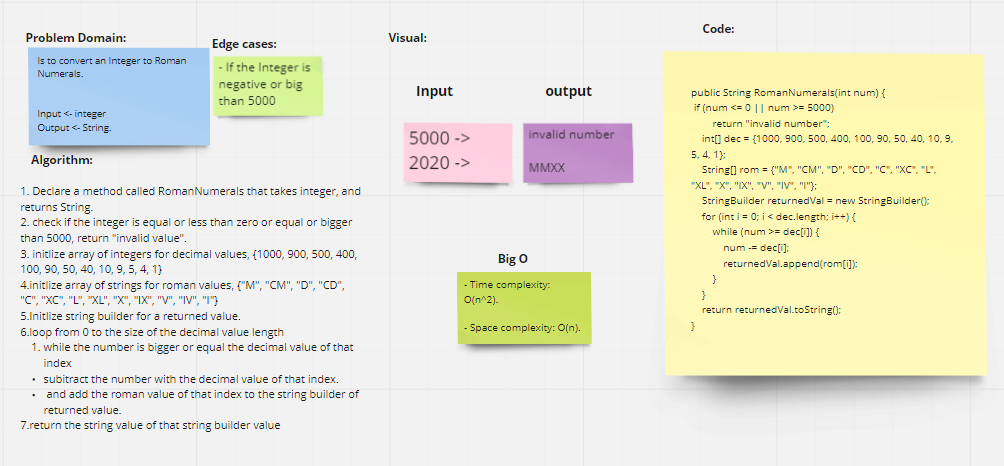 Problem Domain:
Is to convert an Integer to Roman
Numerals.
Input <- integer
Output <- String.
Edge cases:
- If the Integer is
negative or big
than 5000
Algorithm:
1. Declare a method called RomanNumerals that takes integer, and
returns String.
2. check if the integer is equal or less than zero or equal or bigger
than 5000, return "invalid value".
3. initlize array of integers for decimal values, {1000, 900, 500, 400,
100, 90, 50, 40, 10, 9, 5, 4, 1}
4.initlize array of strings for roman values, {"M", "CM", "D", "CD",
"C", "XC", "L", "XL", "X", "IX", "V", "IV", "I"}
5.Initlize string builder for a returned value.
6.loop from 0 to the size of the decimal value length
1. while the number is bigger or equal the decimal value of that
index
• subitract the number with the decimal value of that index.
• and add the roman value of that index to the string builder of
returned value.
7.return the string value of that string builder value
Visual:
Input
output
5000 ->
2020 ->
invalid number
MMXX
Big O
- Time complexity:
O(n^2).
- Space complexity: O(n).
Code:
public String RomanNumerals(int num) {
if (num <= 0 || num >= 5000)
return "invalid number";
int[] dec = {1000, 900, 500, 400, 100, 90, 50, 40, 10, 9,
5, 4, 1};
String[] rom = {"M", "CM", "D", "CD", "C", "XC", "L",
"XL", "X", "IX", "V", "IV", "I"};
StringBuilder returnedVal = new StringBuilder();
for (int i = 0; i < dec.length; i++) {
while (num >= dec[i]) {
num -= dec[i];
returnedVal.append(rom[i]);
}
}
return returnedVal.toString();
}